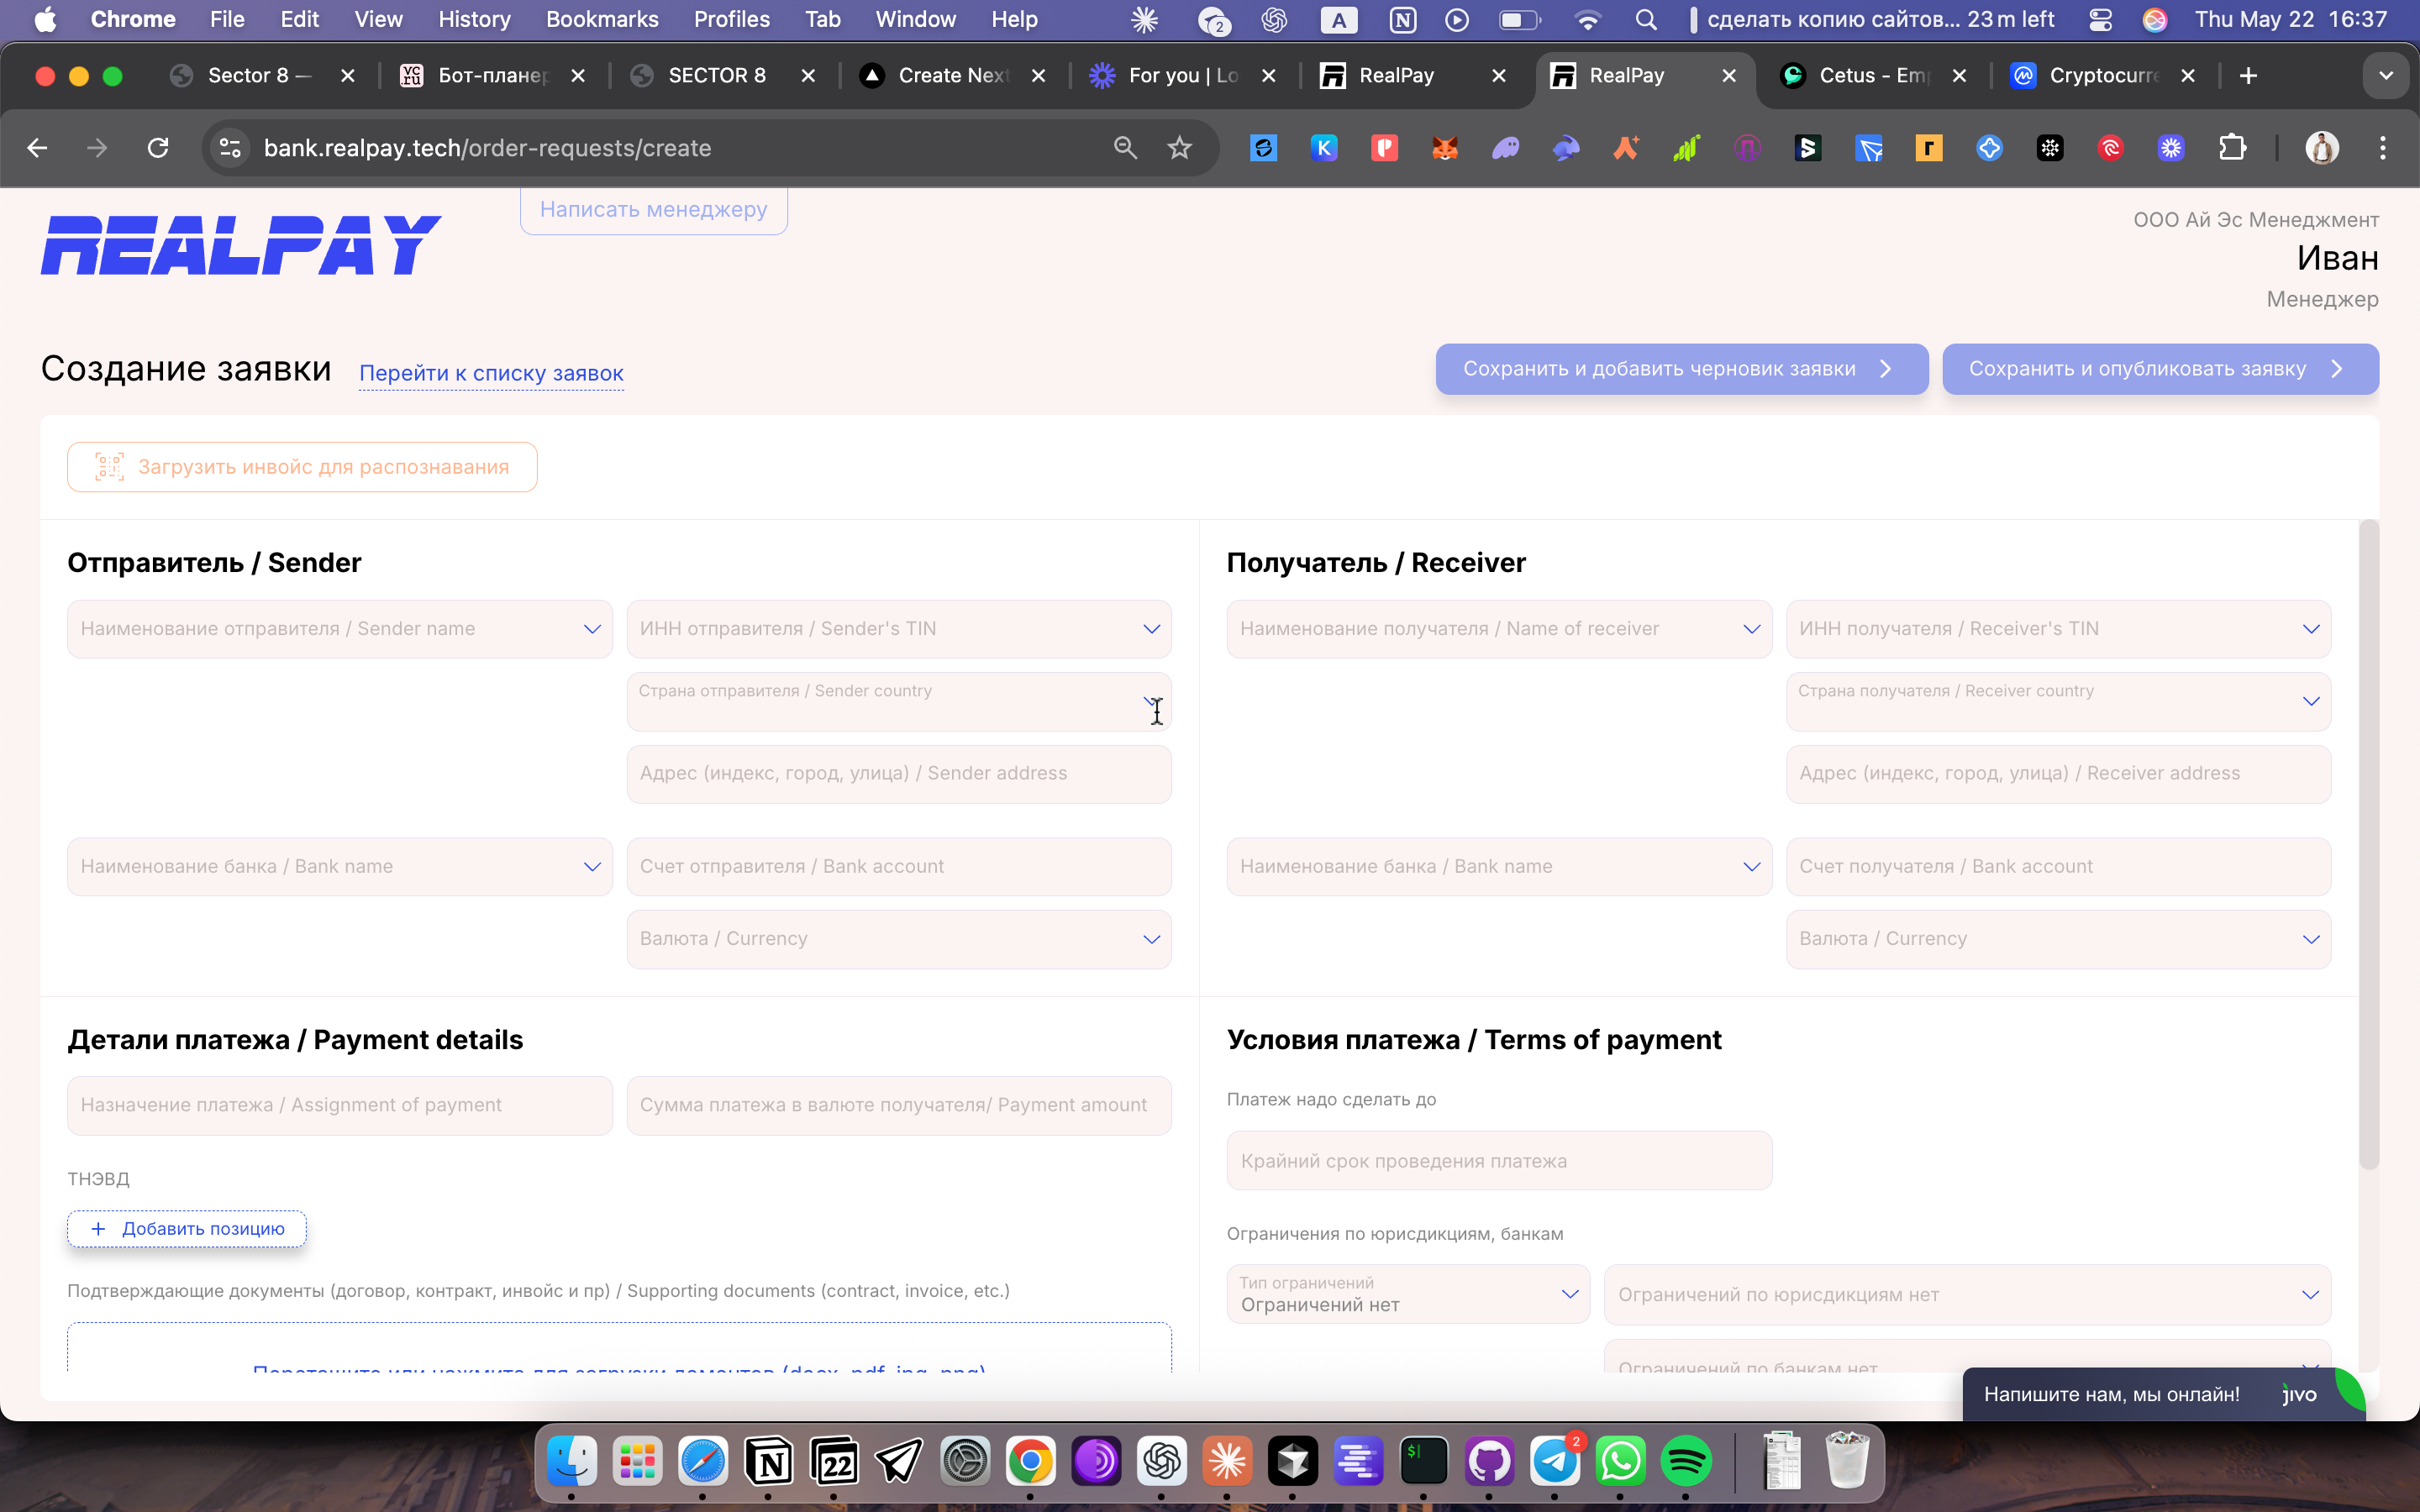 Chrome File Edit View History Bookmarks Profiles Tab Window Help 2 A сделать копию сайтов... 23 m left Thu May 22 16:37
Sector 8 — Бот-планер SECTOR 8 Create Next For you | Lo RealPay RealPay Cetus - Emp Cryptocurre
bank.realpay.tech/order-requests/create
REALPAY
Написать менеджеру
ООО Ай Эс Менеджмент
Иван
Менеджер
Создание заявки Перейти к списку заявок Сохранить и добавить черновик заявки Сохранить и опубликовать заявку
Загрузить инвойс для распознавания
Отправитель / Sender
Наименование отправителя / Sender name ИНН отправителя / Sender's TIN
Страна отправителя / Sender country
Адрес (индекс, город, улица) / Sender address
Наименование банка / Bank name Счет отправителя / Bank account
Валюта / Currency
Получатель / Receiver
Наименование получателя / Name of receiver ИНН получателя / Receiver's TIN
Страна получателя / Receiver country
Адрес (индекс, город, улица) / Receiver address
Наименование банка / Bank name Счет получателя / Bank account
Валюта / Currency
Детали платежа / Payment details
Назначение платежа / Assignment of payment Сумма платежа в валюте получателя/ Payment amount
ТНЭВД
+ Добавить позицию
Подтверждающие документы (договор, контракт, инвойс и пр) / Supporting documents (contract, invoice, etc.)
Условия платежа / Terms of payment
Платеж надо сделать до
Крайний срок проведения платежа
Ограничения по юрисдикциям, банкам
Тип ограничений
Ограничений нет Ограничений по юрисдикциям нет
Ограничений по банкам нет
Напишите нам, мы онлайн! jivo
22 2